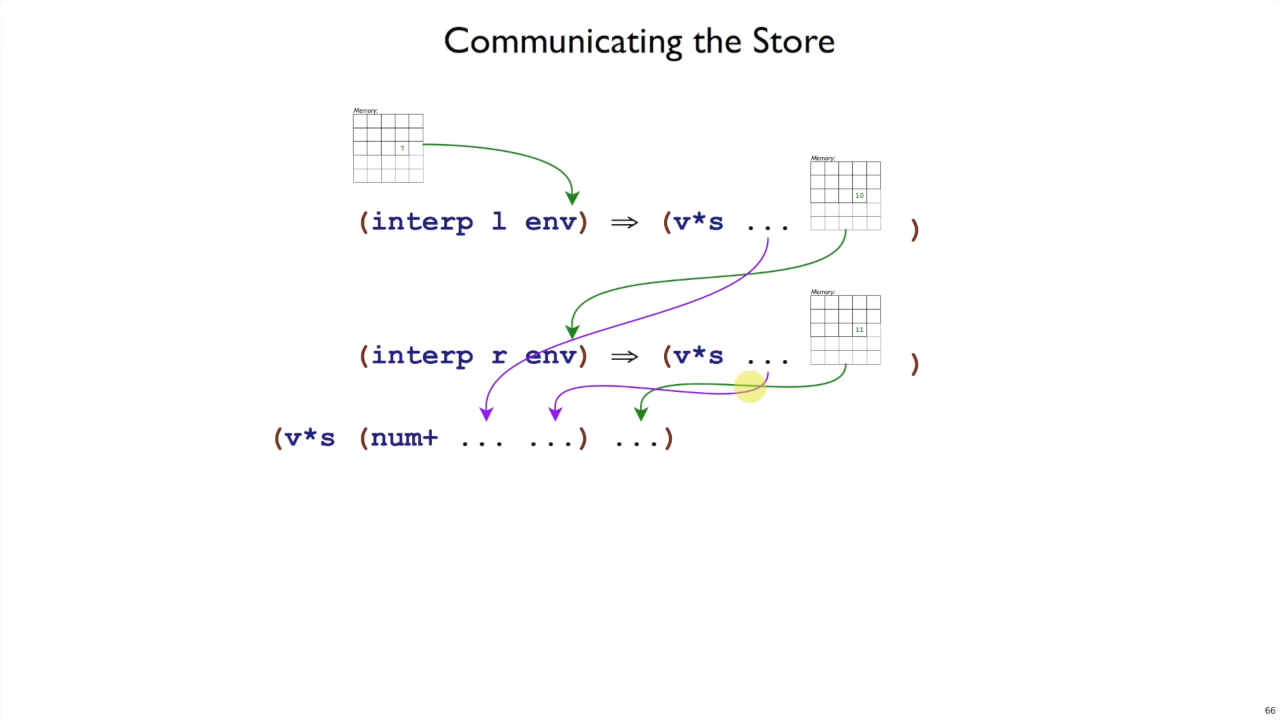 Communicating the Store
Memory:
7
Memory:
10
(interp l env) ⇒ (v*s ... )
Memory:
11
(interp r env) ⇒ (v*s ... )
(v*s (num+ ... ...) ...)
66